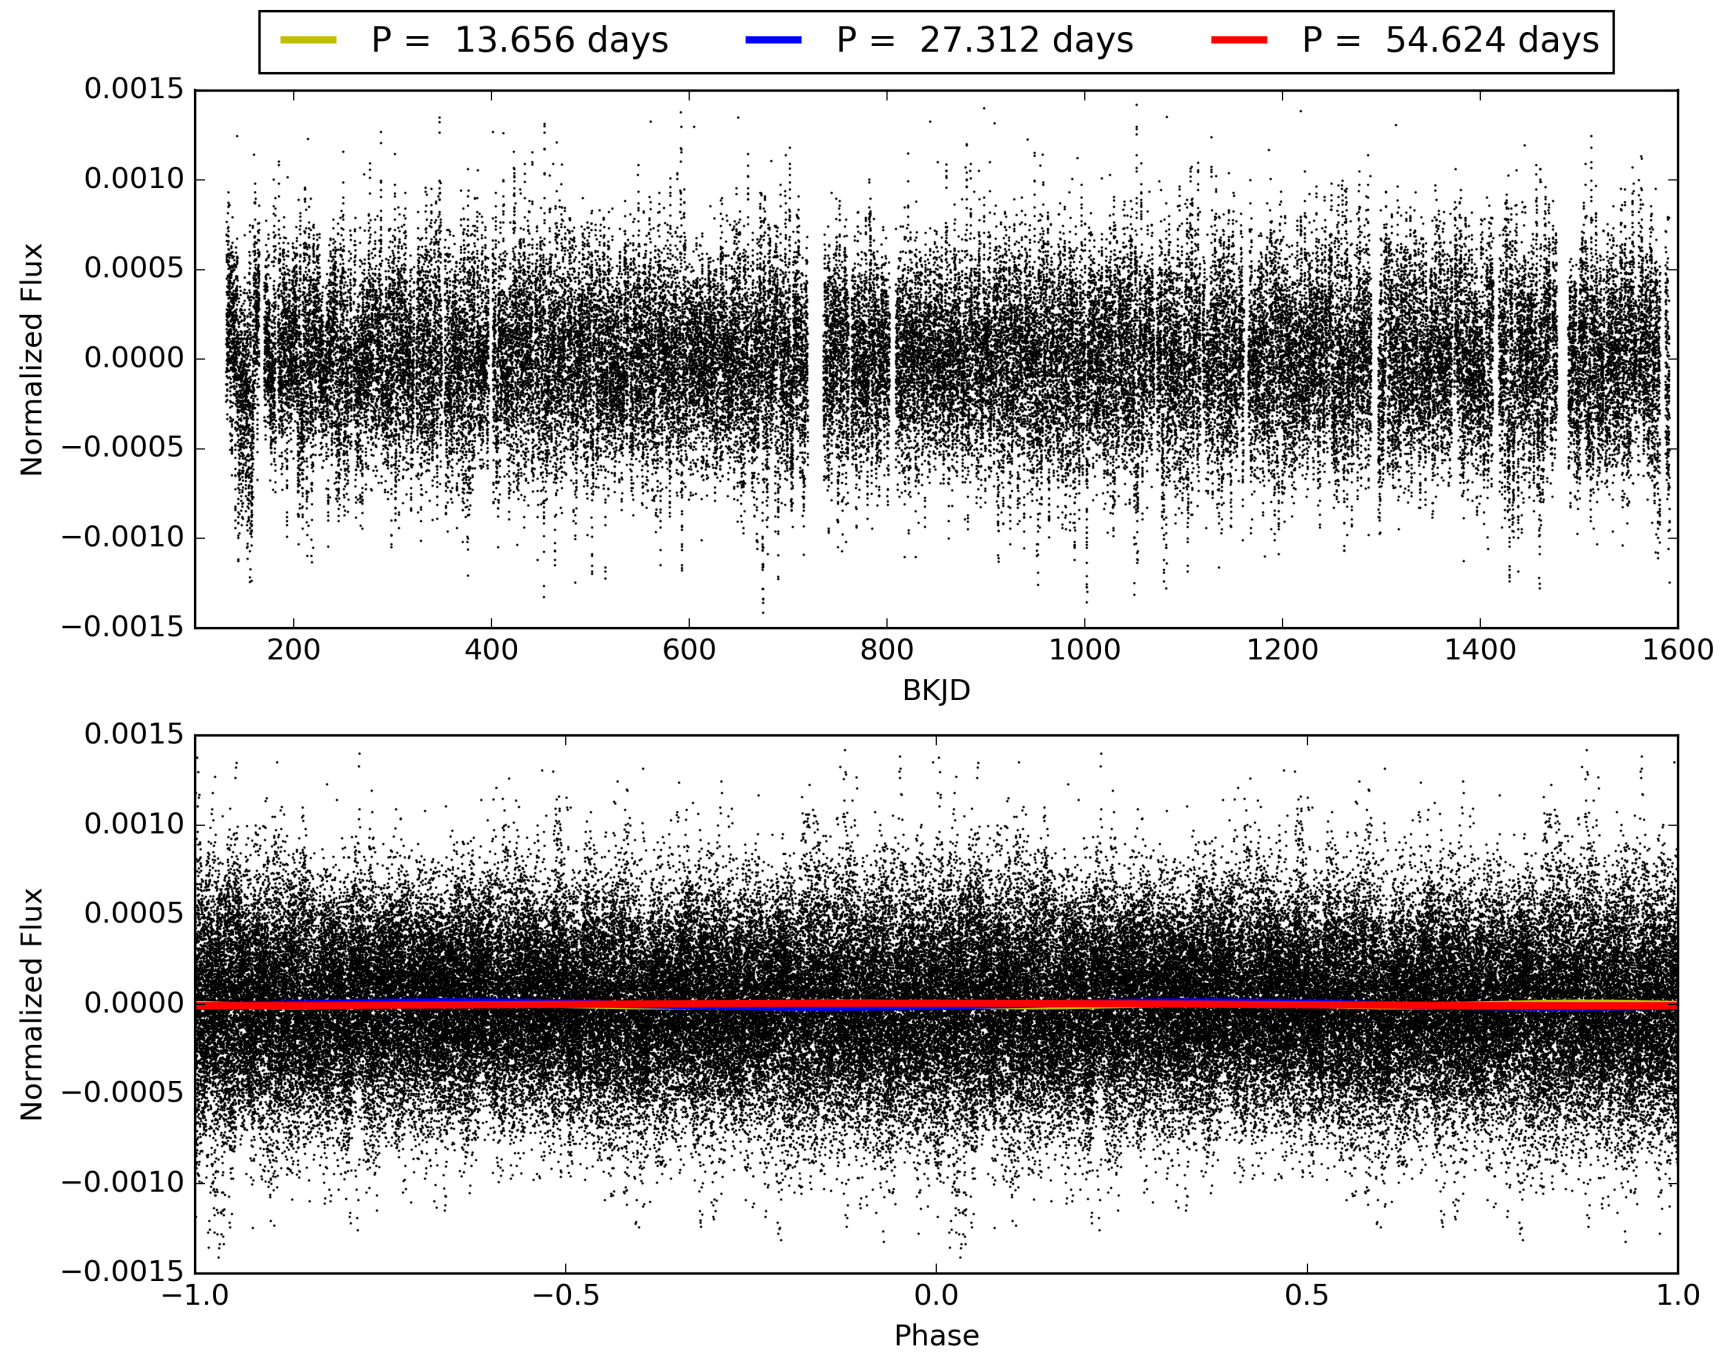 P = 13.656 days P = 27.312 days P = 54.624 days
0.0015
0.0010
0.0005
0.0000
−0.0005
−0.0010
−0.0015
Normalized Flux
200 400 600 800 1000 1200 1400 1600
BKJD
0.0015
0.0010
0.0005
0.0000
−0.0005
−0.0010
−0.0015
Normalized Flux
−1.0 −0.5 0.0 0.5 1.0
Phase